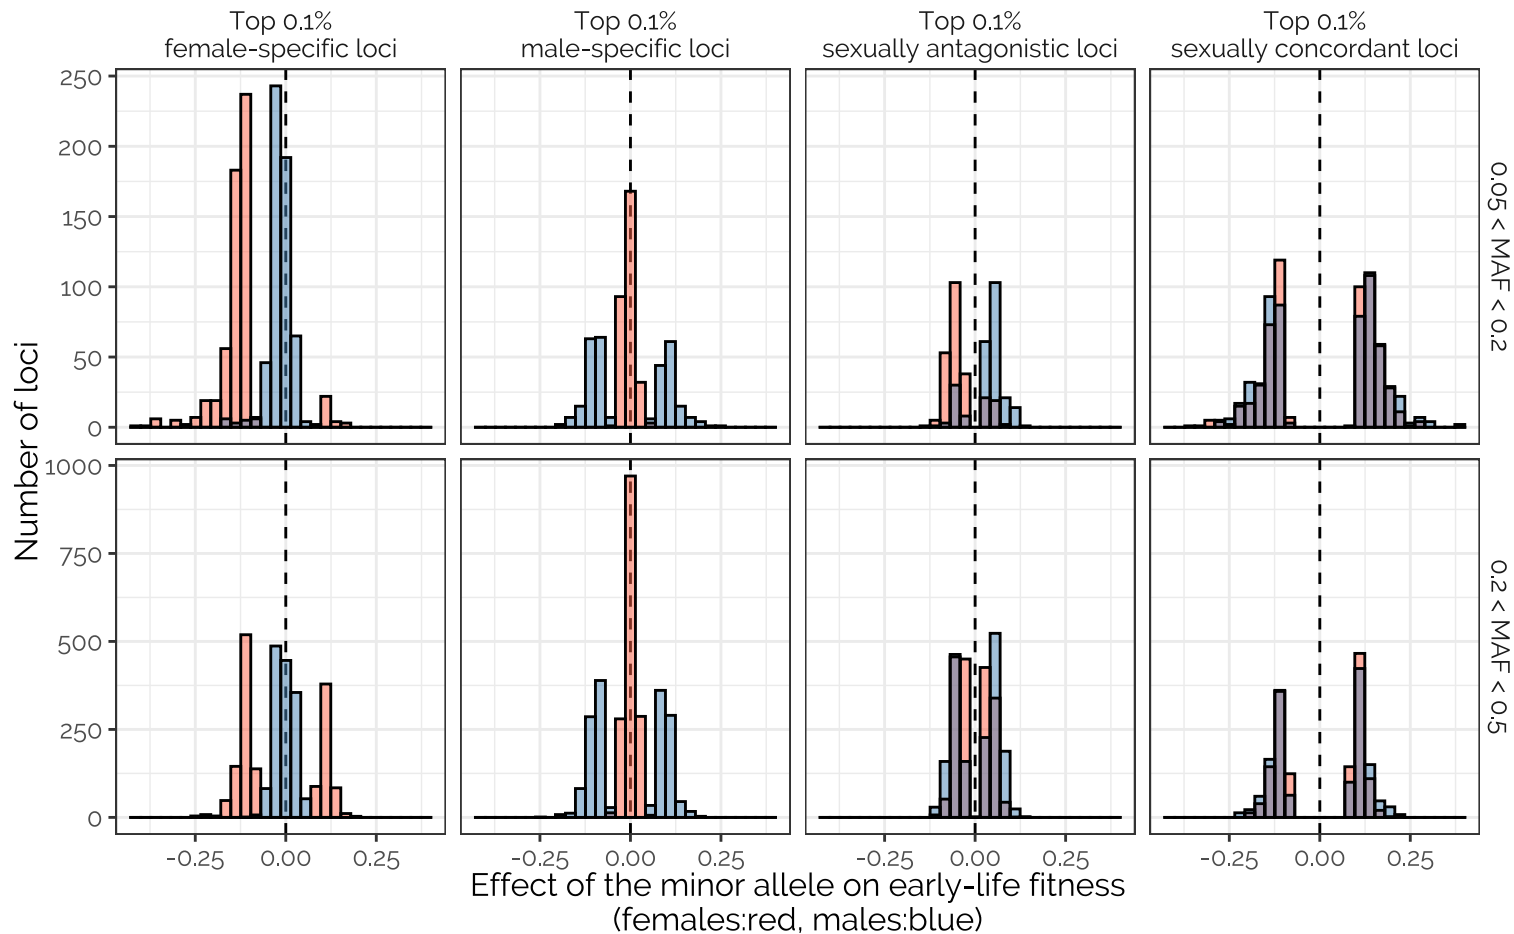 Top 0.1%
female-specific loci
Top 0.1%
male-specific loci
Top 0.1%
sexually antagonistic loci
Top 0.1%
sexually concordant loci
Number of loci
250
200
150
100
50
0
0.05 < MAF < 0.2
1000
750
500
250
0
0.2 < MAF < 0.5
-0.25 0.00 0.25
-0.25 0.00 0.25
-0.25 0.00 0.25
-0.25 0.00 0.25
Effect of the minor allele on early-life fitness
(females:red, males:blue)